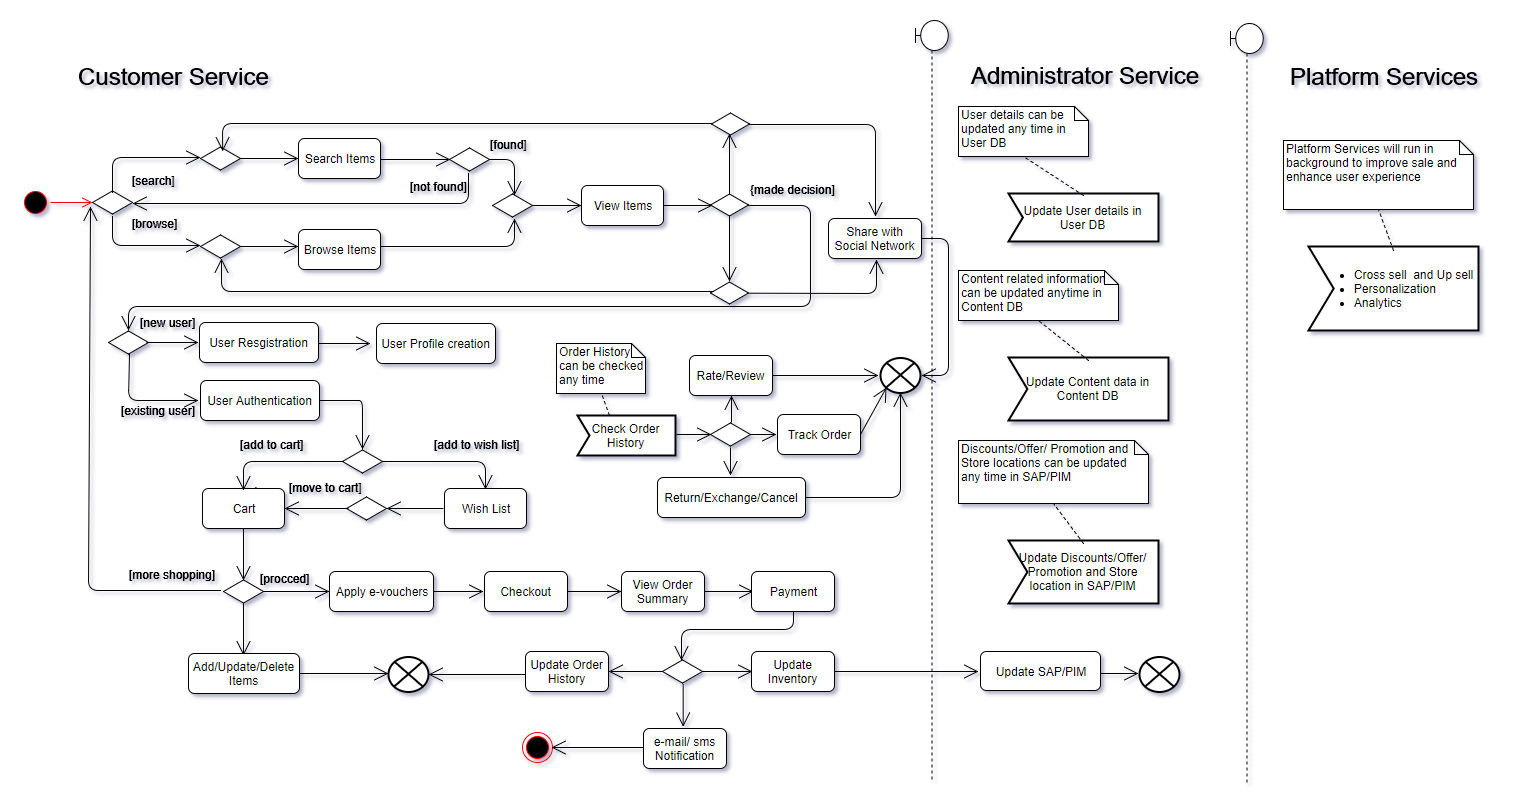 Customer Service
Administrator Service
Platform Services
User details can be
updated any time in
User DB
Platform Services will run in
background to improve sale and
enhance user experience
[found]
Search Items
[search]
[not found]
{made decision]
Update User details in
User DB
View Items
[browse]
Browse Items
Share with
Social Network
Cross sell and Up sell
Personalization
Analytics
Content related information
can be updated anytime in
Content DB
[new user]
User Resgistration
User Profile creation
Order History
can be checked
any time
Rate/Review
Update Content data in
Content DB
User Authentication
[existing user]
Check Order
History
Track Order
[add to cart]
[add to wish list]
Discounts/Offer/ Promotion and
Store locations can be updated
any time in SAP/PIM
[move to cart]
Cart
Wish List
Return/Exchange/Cancel
Update Discounts/Offer/
Promotion and Store
location in SAP/PIM
[more shopping]
[procced]
Apply e-vouchers
Checkout
View Order
Summary
Payment
Add/Update/Delete
Items
Update Order
History
Update
Inventory
Update SAP/PIM
e-mail/ sms
Notification